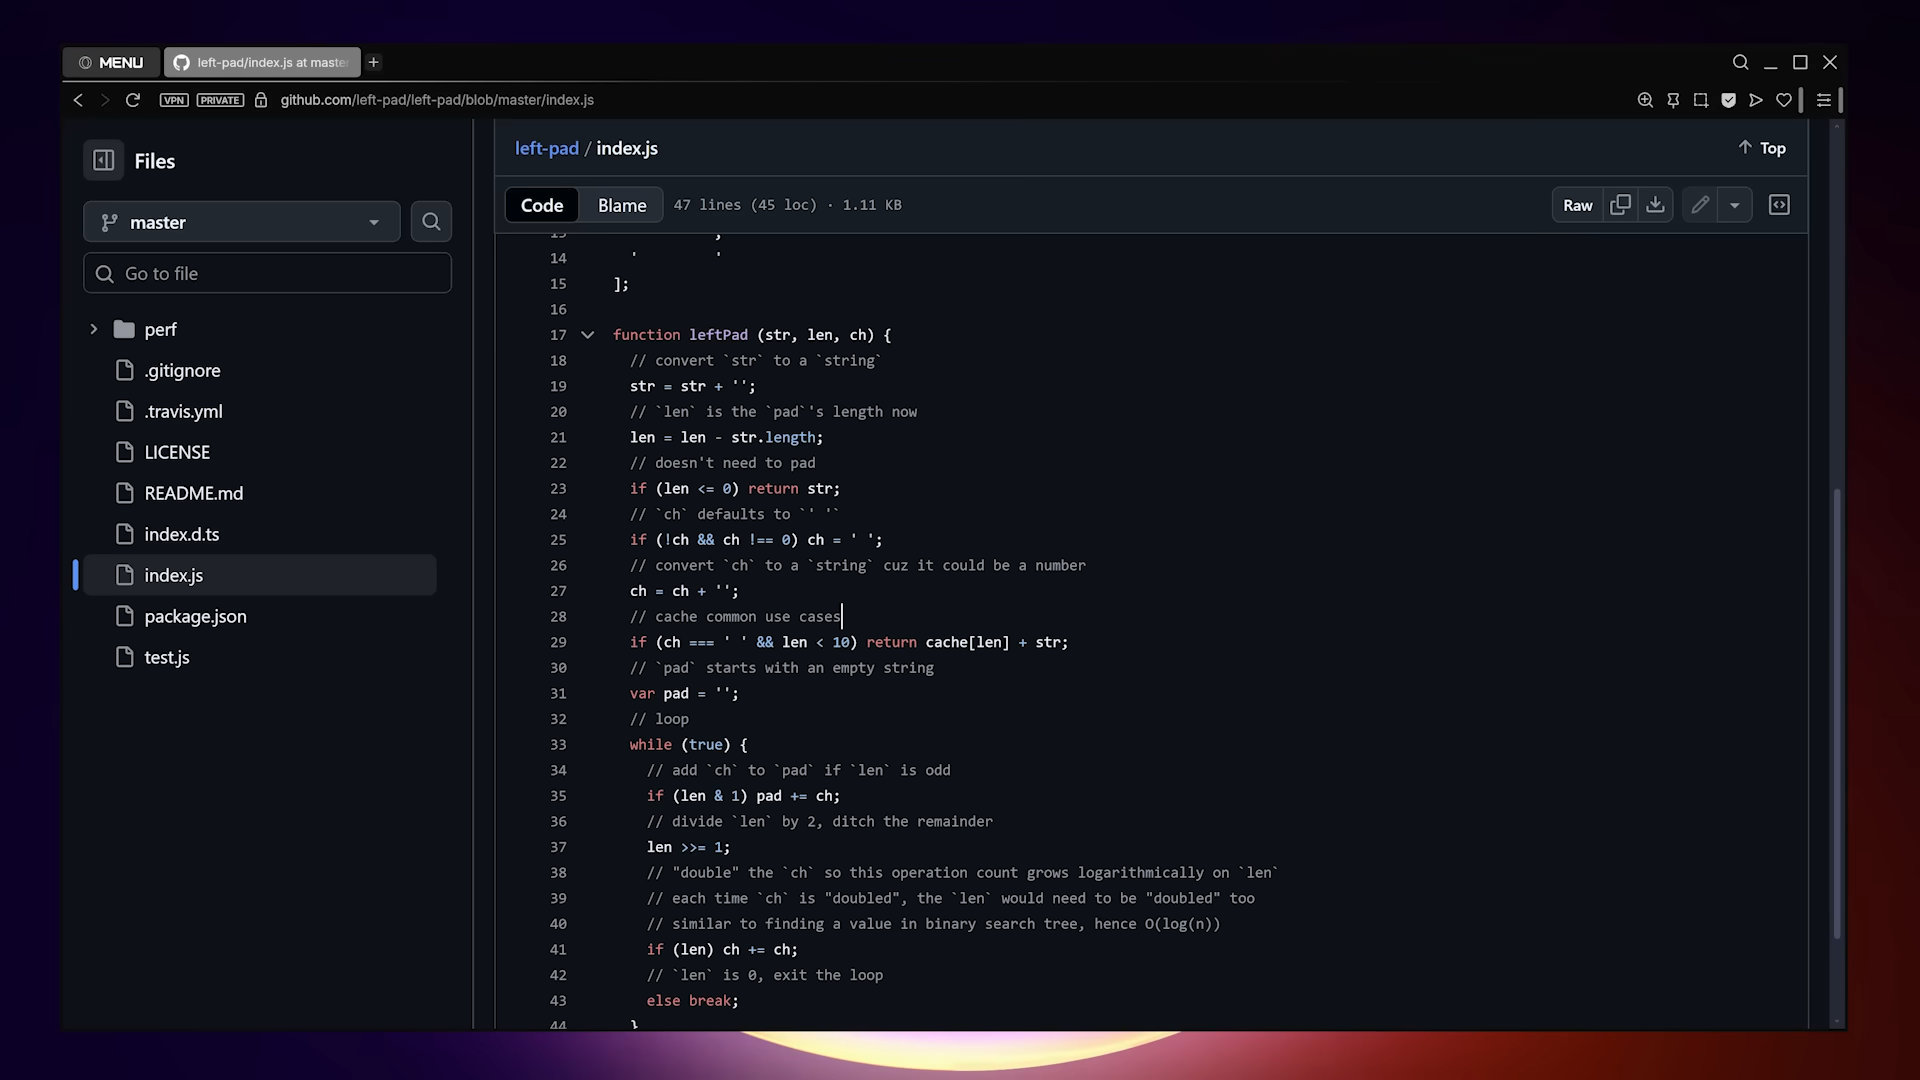 MENU
left-pad/index.js at master
VPN PRIVATE github.com/left-pad/left-pad/blob/master/index.js
Files
master
Go to file
perf
.gitignore
.travis.yml
LICENSE
README.md
index.d.ts
index.js
package.json
test.js
left-pad / index.js
Top
Code Blame 47 lines (45 loc) · 1.11 KB
Raw
14 ' '
15 ];
16
17 function leftPad (str, len, ch) {
18 // convert `str` to a `string`
19 str = str + '';
20 // `len` is the `pad`'s length now
21 len = len - str.length;
22 // doesn't need to pad
23 if (len <= 0) return str;
24 // `ch` defaults to `' '`
25 if (!ch && ch !== 0) ch = ' ';
26 // convert `ch` to a `string` cuz it could be a number
27 ch = ch + '';
28 // cache common use cases
29 if (ch === ' ' && len < 10) return cache[len] + str;
30 // `pad` starts with an empty string
31 var pad = '';
32 // loop
33 while (true) {
34 // add `ch` to `pad` if `len` is odd
35 if (len & 1) pad += ch;
36 // divide `len` by 2, ditch the remainder
37 len >>= 1;
38 // "double" the `ch` so this operation count grows logarithmically on `len`
39 // each time `ch` is "doubled", the `len` would need to be "doubled" too
40 // similar to finding a value in binary search tree, hence O(log(n))
41 if (len) ch += ch;
42 // `len` is 0, exit the loop
43 else break;
44 }